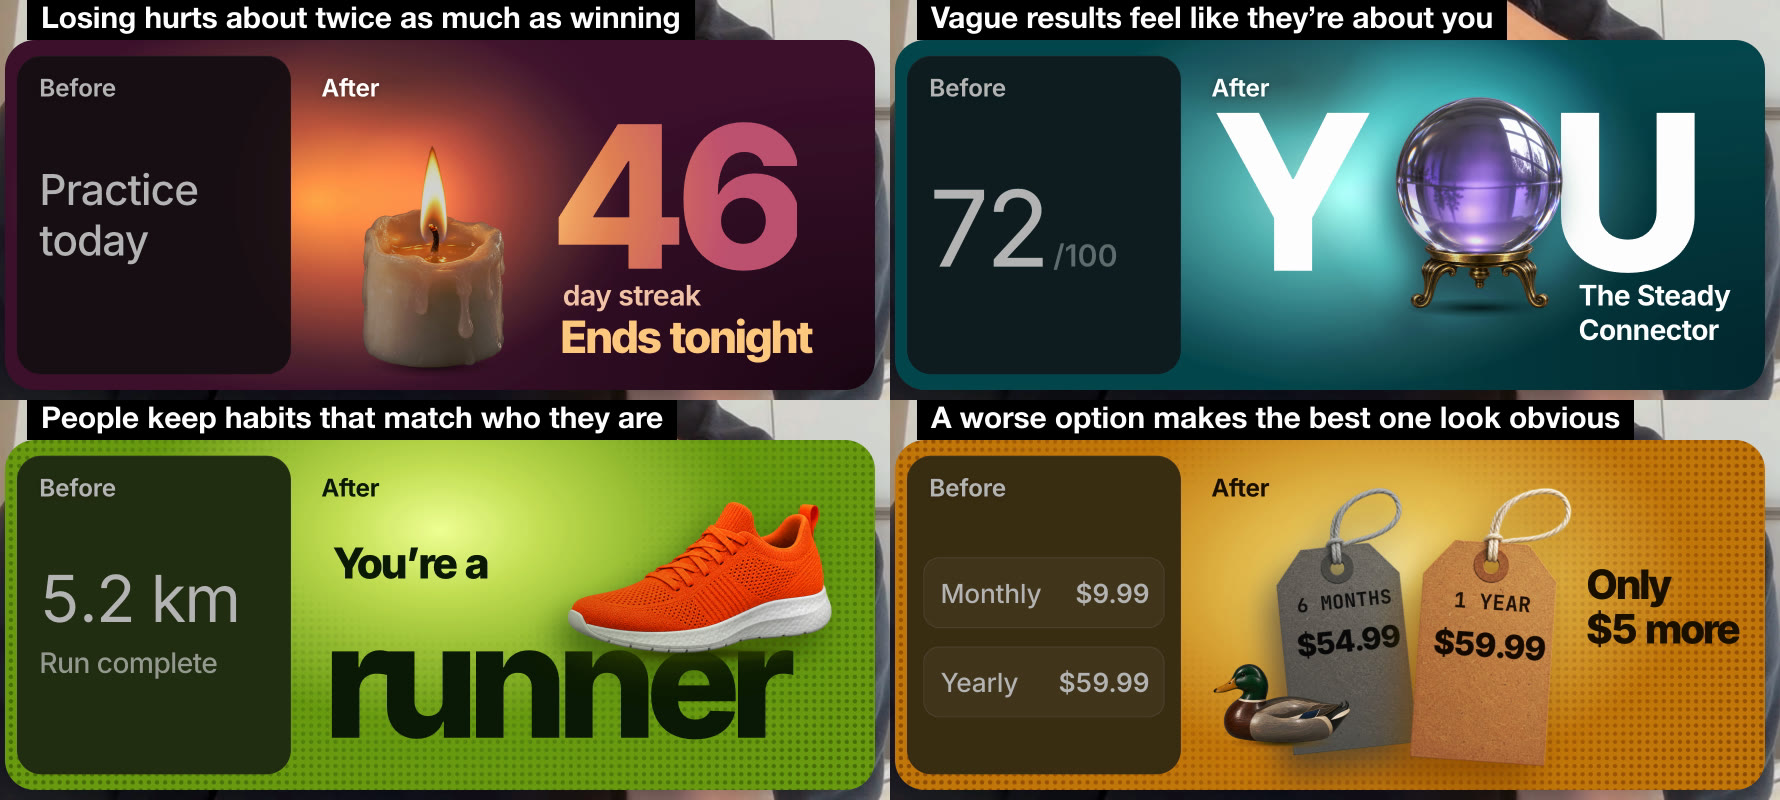 Losing hurts about twice as much as winning
Before
After
Practice
today
46
day streak
Ends tonight
Vague results feel like they’re about you
Before
After
72 /100
Y U
The Steady
Connector
People keep habits that match who they are
Before
After
5.2 km
Run complete
You’re a
runner
A worse option makes the best one look obvious
Before
After
Monthly $9.99
Yearly $59.99
6 MONTHS
$54.99
1 YEAR
$59.99
Only
$5 more